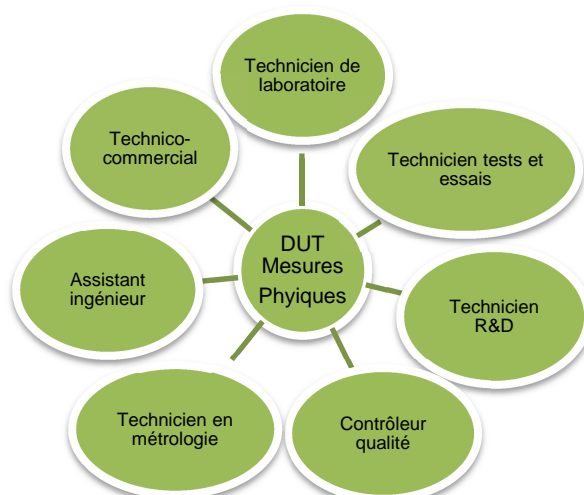 Technicien de
laboratoire
Technico-
commercial
Technicien tests et
essais
DUT
Mesures
Phyiques
Assistant
ingénieur
Technicien
R&D
Technicien en
métrologie
Contrôleur
qualité